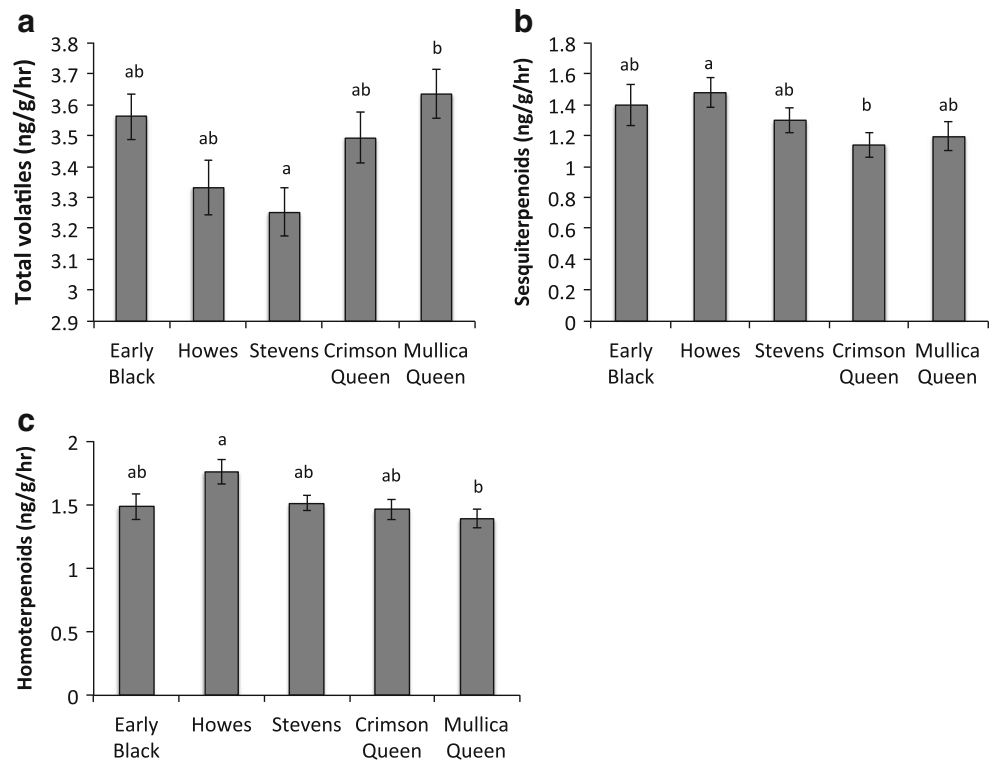 a
Total volatiles (ng/g/hr)
3.8
3.7
3.6
3.5
3.4
3.3
3.2
3.1
3
2.9
ab
ab
a
ab
b
Early Black
Howes
Stevens
Crimson Queen
Mullica Queen
b
Sesquiterpenoids (ng/g/hr)
1.8
1.6
1.4
1.2
1
0.8
0.6
0.4
0.2
0
ab
a
ab
b
ab
Early Black
Howes
Stevens
Crimson Queen
Mullica Queen
c
Homoterpenoids (ng/g/hr)
2
1.5
1
0.5
0
ab
a
ab
ab
b
Early Black
Howes
Stevens
Crimson Queen
Mullica Queen